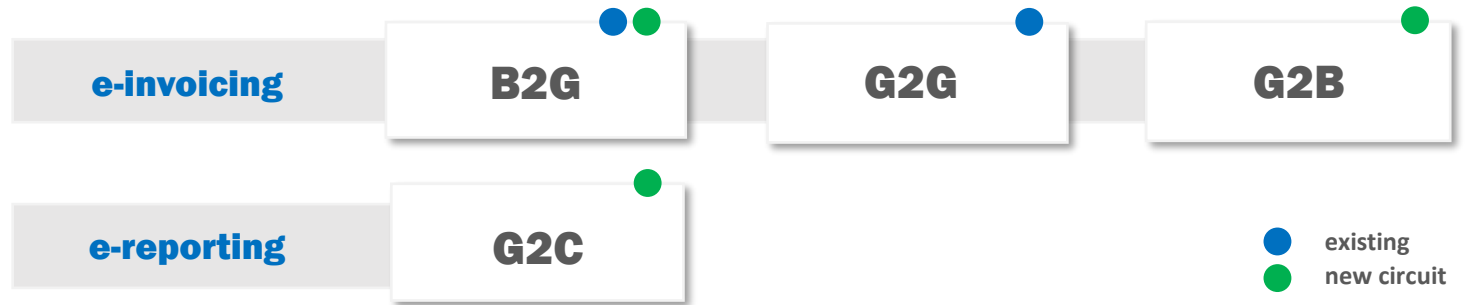 e-invoicing
B2G
G2G
G2B
e-reporting
G2C
existing
new circuit